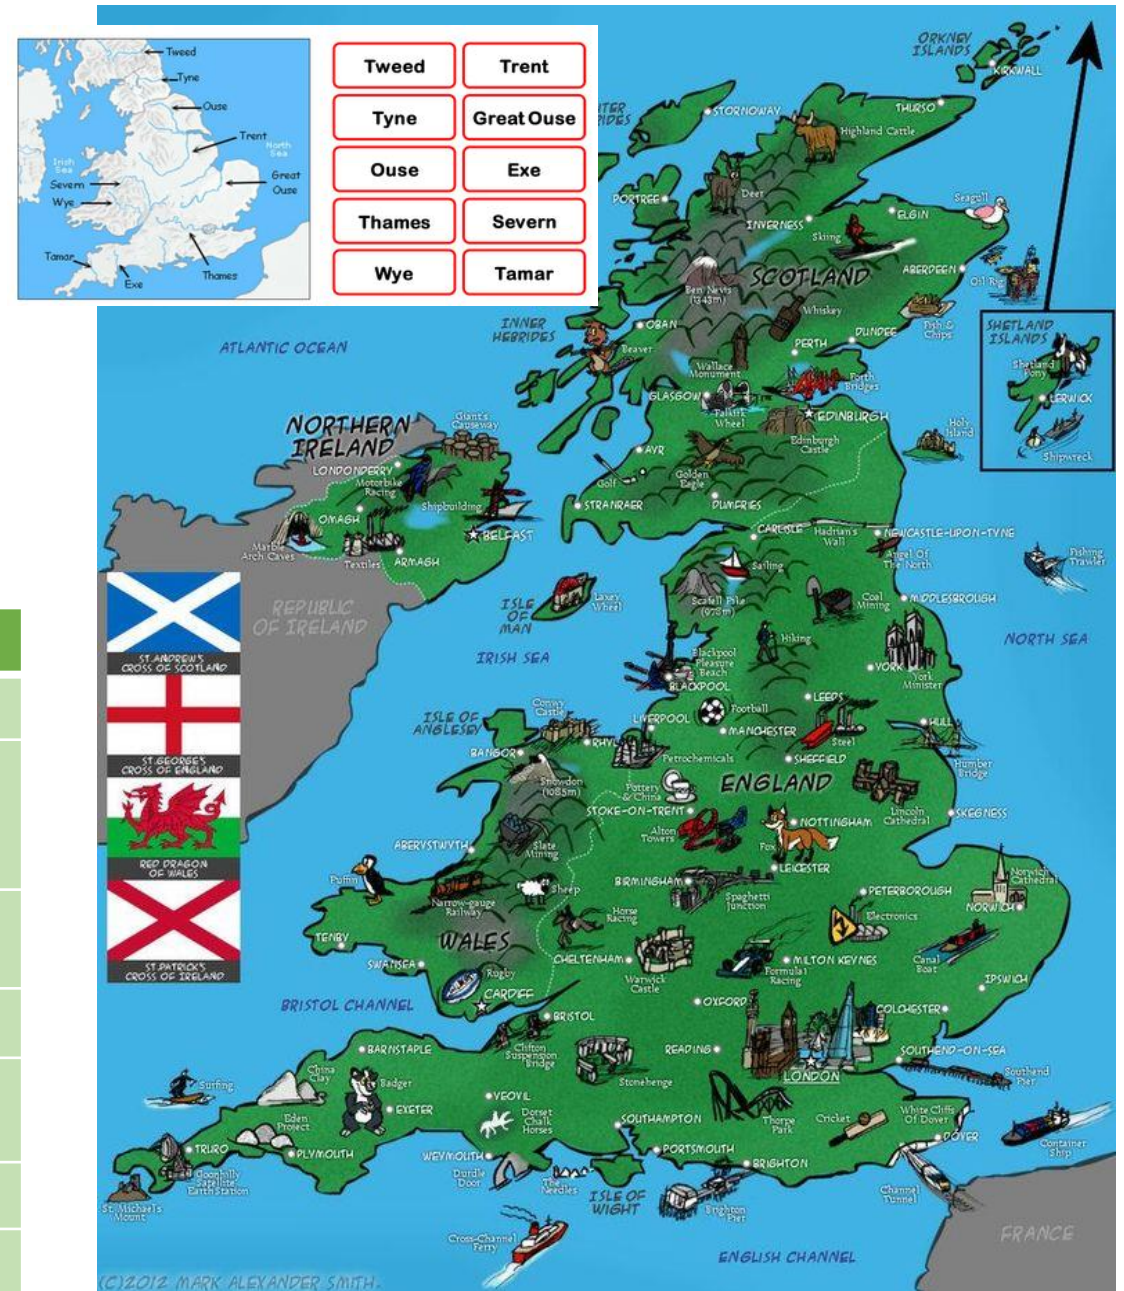 Tweed
Tyne
Ouse
Trent
North
Sea
Irish
Sea
Severn
Great
Ouse
Wye
Tamar
Exe
Thames
Tweed
Trent
Tyne
Great Ouse
Ouse
Exe
Thames
Severn
Wye
Tamar
ORKNEY
ISLANDS
KIRKWALL
THURSO
STORNOWAY
Highland Cattle
Deer
PORTREE
Seagull
ELGIN
INVERNESS
Skiing
SCOTLAND
ABERDEEN
Oil Rig
Ben Nevis
(1343m)
Whiskey
Fish &
Chips
INNER
HEBRIDES
OBAN
Beaver
DUNDEE
PERTH
ATLANTIC OCEAN
Wallace
Monument
Forth
Bridges
SHETLAND
ISLANDS
Shetland
Pony
LERWICK
Shipwreck
GLASGOW
Falkirk
Wheel
EDINBURGH
Edinburgh
Castle
Holy
Island
NORTHERN
IRELAND
Giant's
Causeway
AYR
Golf
Golden
Eagle
LONDONDERRY
Motorbike
Racing
Shipbuilding
STRANRAER
DUMFRIES
OMAGH
BELFAST
CARLISLE
Hadrian's
Wall
NEWCASTLE-UPON-TYNE
Marble
Arch Caves
Textiles
ARMAGH
Angel Of
The North
Fishing
Trawler
Sailing
Scafell Pike
(978m)
Coal
Mining
MIDDLESBROUGH
ISLE
OF
MAN
Laxey
Wheel
REPUBLIC
OF IRELAND
Hiking
NORTH SEA
IRISH SEA
Blackpool
Pleasure
Beach
BLACKPOOL
YORK
York
Minister
ST.ANDREW'S
CROSS OF SCOTLAND
LEEDS
Conwy
Castle
ISLE OF
ANGLESEY
LIVERPOOL
Football
MANCHESTER
HULL
Steel
BANGOR
RHYL
Petrochemicals
SHEFFIELD
Humber
Bridge
ST.GEORGE'S
CROSS OF ENGLAND
Snowdon
(1085m)
Pottery
& China
ENGLAND
STOKE-ON-TRENT
Lincoln
Cathedral
SKEGNESS
Alton
Towers
Fox
NOTTINGHAM
ABERYSTWYTH
Slate
Mining
RED DRAGON
OF WALES
LEICESTER
Norwich
Cathedral
Puffin
Narrow-gauge
Railway
Sheep
BIRMINGHAM
Spaghetti
Junction
PETERBOROUGH
NORWICH
Horse
Racing
Electronics
TENBY
WALES
SWANSEA
CHELTENHAM
Warwick
Castle
Formula1
Racing
MILTON KEYNES
Canal
Boat
ST.PATRICK'S
CROSS OF IRELAND
Rugby
CARDIFF
IPSWICH
BRISTOL CHANNEL
OXFORD
COLCHESTER
BRISTOL
BARNSTAPLE
Clifton
Suspension
Bridge
Stonehenge
READING
LONDON
SOUTHEND-ON-SEA
Southend
Pier
Surfing
China
Clay
Badger
YEOVIL
EXETER
Dorset
Chalk
Horses
Eden
Project
SOUTHAMPTON
Thorpe
Park
Cricket
White Cliffs
Of Dover
DOVER
Container
Ship
TRURO
PLYMOUTH
WEYMOUTH
Durdle
Door
The
Needles
PORTSMOUTH
BRIGHTON
Goonhilly
Satellite
Earth Station
St. Michael's
Mount
ISLE OF
WIGHT
Brighton
Pier
Channel
Tunnel
Cross-Channel
Ferry
ENGLISH CHANNEL
FRANCE
(C)2012 MARK ALEXANDER SMITH.